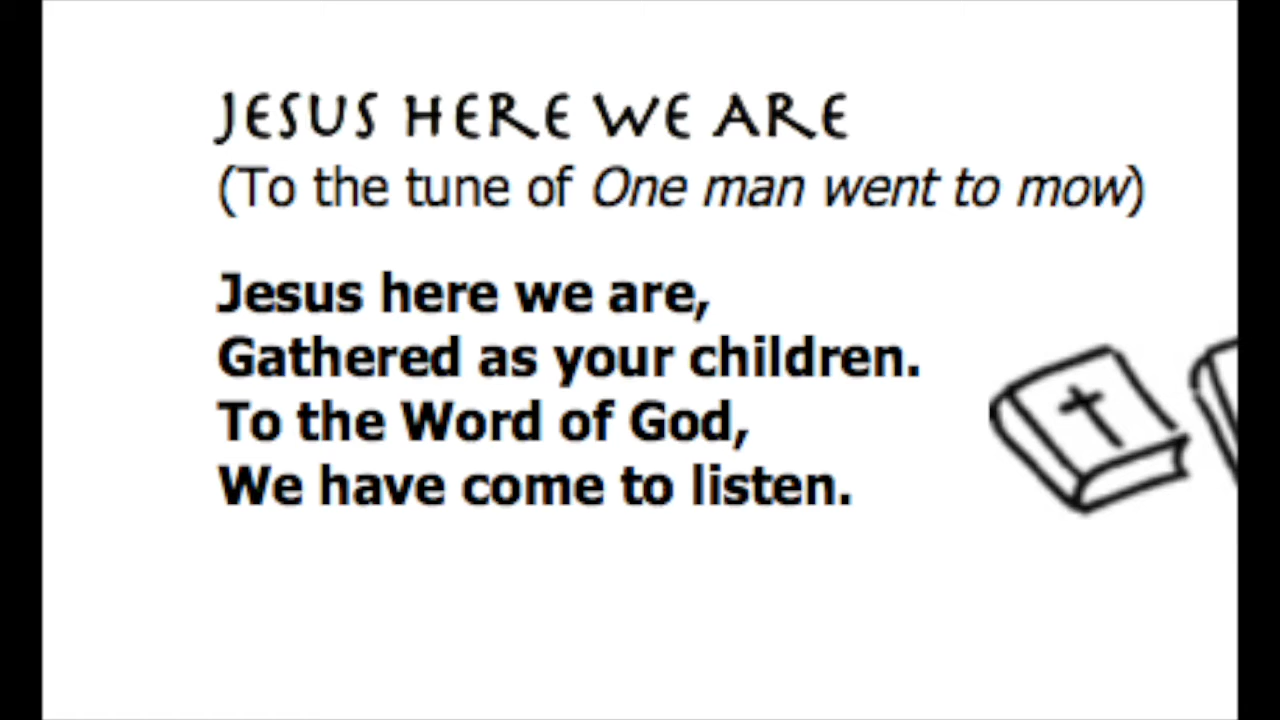 JESUS HERE WE ARE
(To the tune of One man went to mow)
Jesus here we are,
Gathered as your children.
To the Word of God,
We have come to listen.